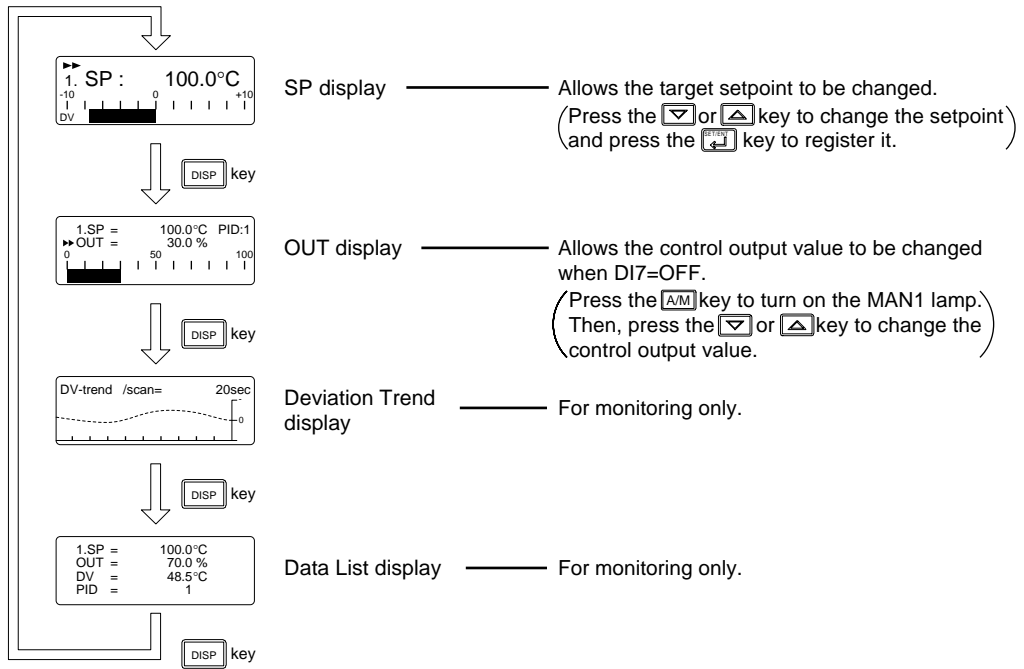 ▶▶
1. SP : 100.0°C
-10 0 +10
DV
SP display
Allows the target setpoint to be changed.
(Press the ▽ or △ key to change the setpoint
and press the SET/ENT key to register it.)
DISP key
1.SP = 100.0°C PID:1
▶▶OUT = 30.0 %
0 50 100
OUT display
Allows the control output value to be changed
when DI7=OFF.
(Press the A/M key to turn on the MAN1 lamp.
Then, press the ▽ or △ key to change the
control output value.)
DISP key
DV-trend /scan= 20sec
0
Deviation Trend
display
For monitoring only.
DISP key
1.SP = 100.0°C
OUT = 70.0 %
DV = 48.5°C
PID = 1
Data List display
For monitoring only.
DISP key